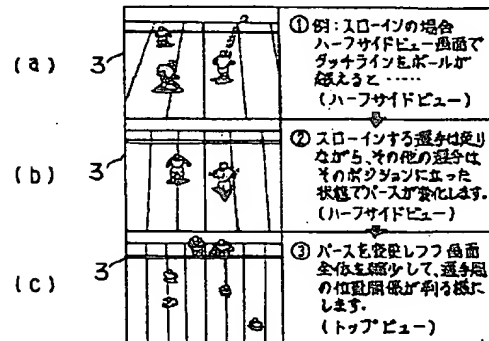 (a)
3
① 例:スローインの場合
ハーフサイドビュー画面で
タッチラインをボールが
越えると……
(ハーフサイドビュー)
(b)
3
② スローインする選手は走り
ながら、その他の選手は
そのポジションに立った
状態でパースが変化します。
(ハーフサイドビュー)
(c)
3
③ パースを変更しつつ画面
全体を縮少して、選手間
の位置関係が判る様に
します。
(トップビュー)